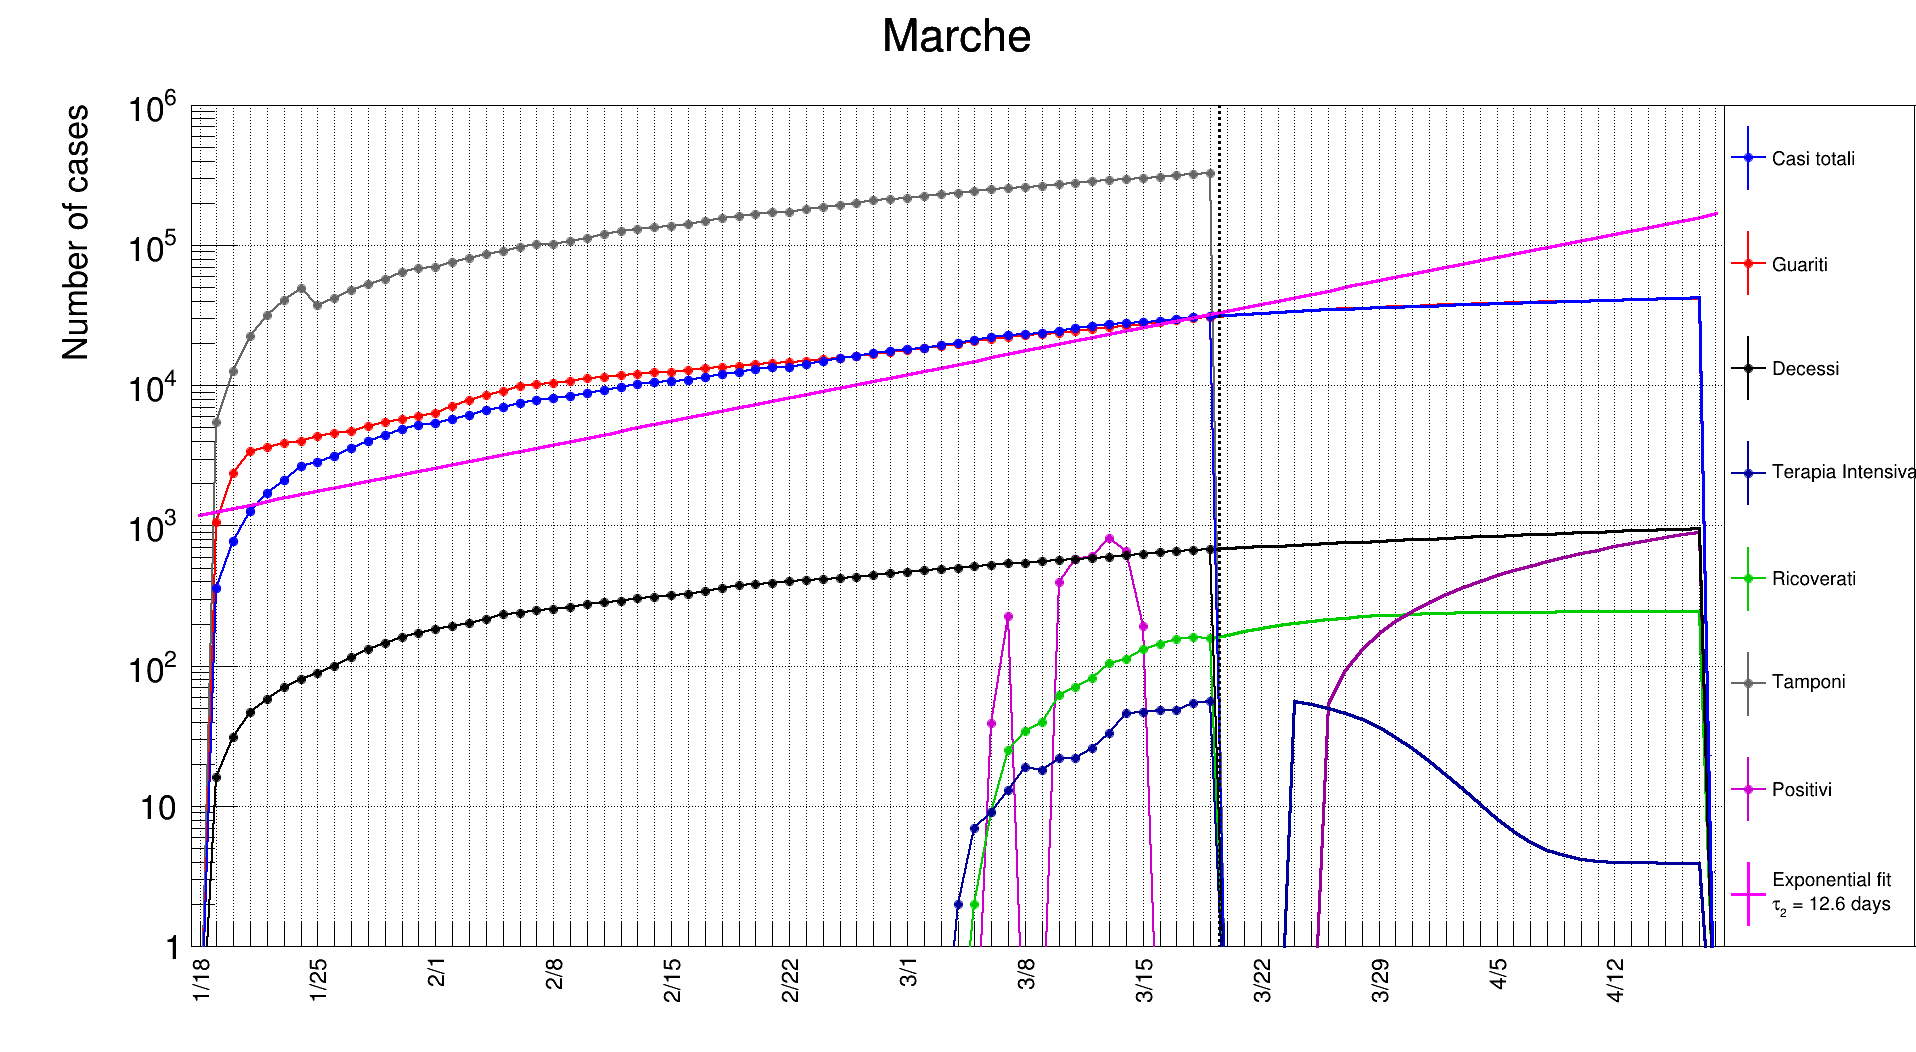 Marche
Number of cases
10^6
10^5
10^4
10^3
10^2
10
1
1/18
1/25
2/1
2/8
2/15
2/22
3/1
3/8
3/15
3/22
3/29
4/5
4/12
Casi totali
Guariti
Decessi
Terapia Intensiva
Ricoverati
Tamponi
Positivi
Exponential fit
τ₂ = 12.6 days